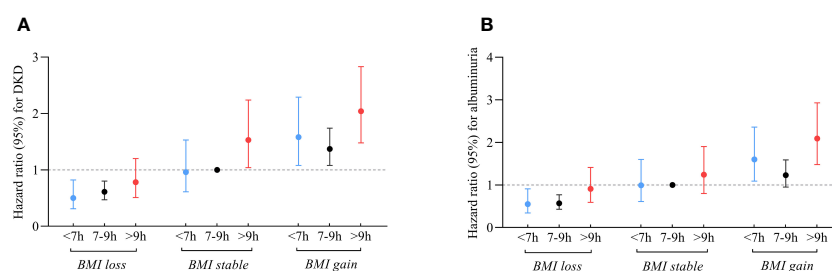 A
Hazard ratio (95%) for DKD
3
2
1
0
<7h 7-9h >9h <7h 7-9h >9h <7h 7-9h >9h
BMI loss BMI stable BMI gain
B
Hazard ratio (95%) for albuminuria
4
3
2
1
0
<7h 7-9h >9h <7h 7-9h >9h <7h 7-9h >9h
BMI loss BMI stable BMI gain